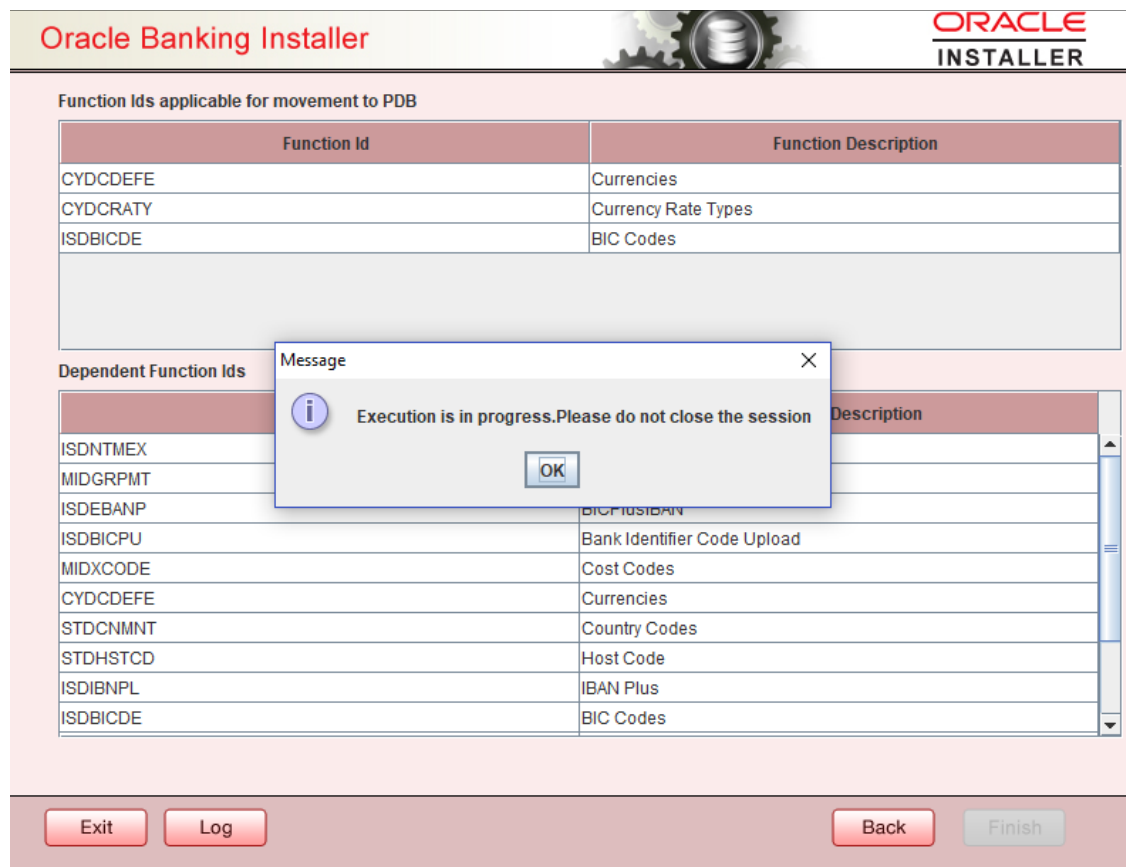 Oracle Banking Installer
ORACLE
INSTALLER
Function Ids applicable for movement to PDB
Function Id Function Description
CYDCDEFE Currencies
CYDCRATY Currency Rate Types
ISDBICDE BIC Codes
Message
Dependent Function Ids
Description
i Execution is in progress.Please do not close the session
OK
ISDNTMEX
MIDGRPMT
ISDEBANP BICPlusIBAN
ISDBICPU Bank Identifier Code Upload
MIDXCODE Cost Codes
CYDCDEFE Currencies
STDCNMNT Country Codes
STDHSTCD Host Code
ISDIBNPL IBAN Plus
ISDBICDE BIC Codes
Exit Log Back Finish